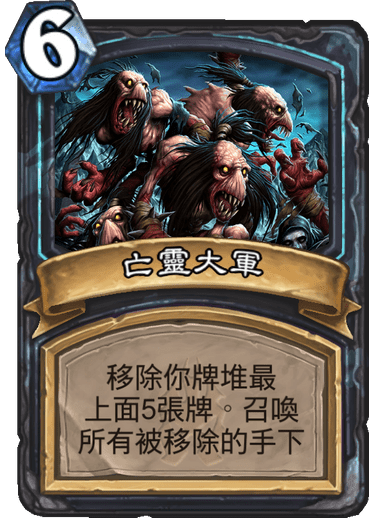 6
亡靈大軍
移除你牌堆最
上面5張牌。召喚
所有被移除的手下